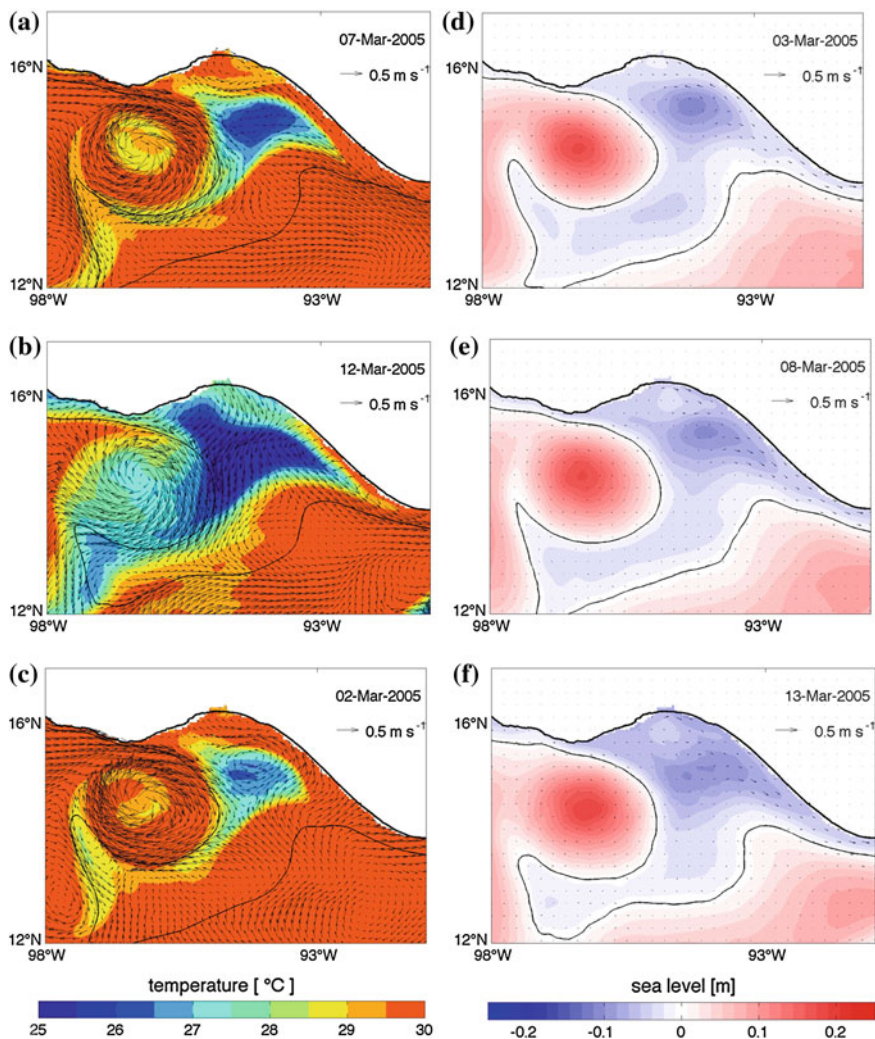 (a)
07-Mar-2005
16°N
0.5 m s⁻¹
12°N
98°W
93°W
(d)
03-Mar-2005
16°N
0.5 m s⁻¹
12°N
98°W
93°W
(b)
12-Mar-2005
16°N
0.5 m s⁻¹
12°N
98°W
93°W
(e)
08-Mar-2005
16°N
0.5 m s⁻¹
12°N
98°W
93°W
(c)
02-Mar-2005
16°N
0.5 m s⁻¹
12°N
98°W
93°W
(f)
13-Mar-2005
16°N
0.5 m s⁻¹
12°N
98°W
93°W
temperature [ °C ]
25 26 27 28 29 30
sea level [m]
-0.2 -0.1 0 0.1 0.2